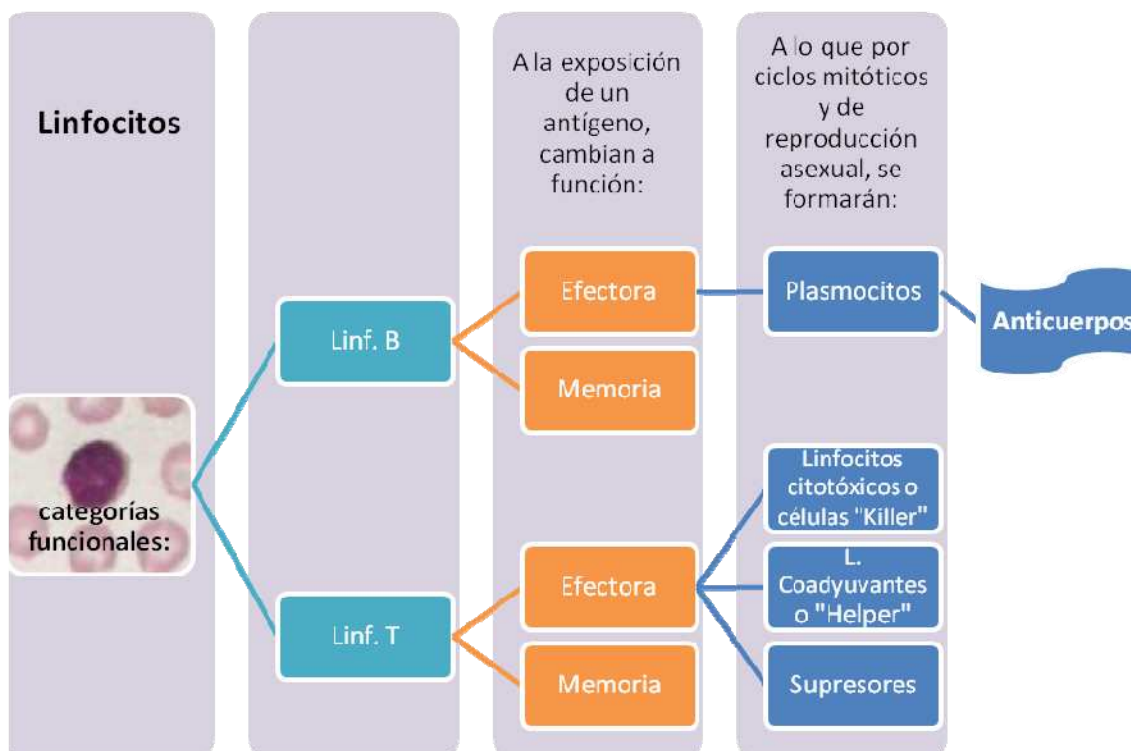 Linfocitos
categorías
funcionales:
Linf. B
Linf. T
A la exposición
de un
antígeno,
cambian a
función:
Efectora
Memoria
Efectora
Memoria
A lo que por
ciclos mitóticos
y de
reproducción
asexual, se
formarán:
Plasmocitos
Linfocitos
citotóxicos o
células "Killer"
L.
Coadyuvantes
o "Helper"
Supresores
Anticuerpos